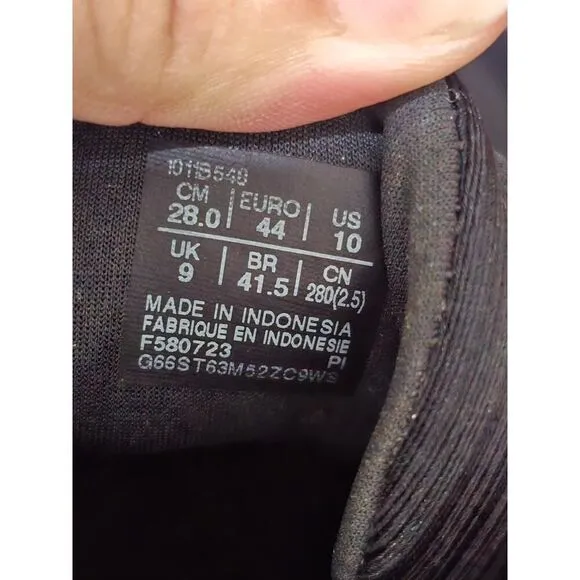 1011B548
CM 28.0 EURO 44 US 10
UK 9 BR 41.5 CN 280(2.5)
MADE IN INDONESIA
FABRIQUE EN INDONESIE
F580723 PI
G66ST63M52ZC9WS